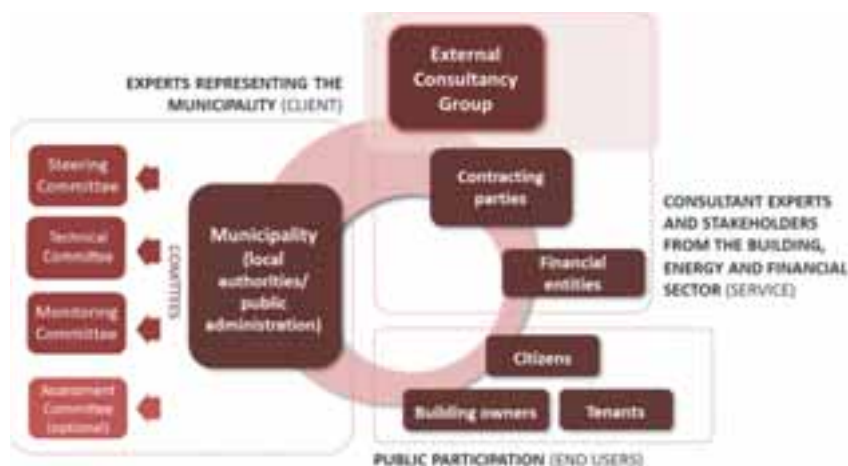 EXPERTS REPRESENTING THE
MUNICIPALITY (CLIENT)
Steering
Committee
Technical
Committee
Monitoring
Committee
Assessment
Committee
(optional)
COMITTES
Municipality
(local
authorities/
public
administration)
External
Consultancy
Group
Contracting
parties
Financial
entities
CONSULTANT EXPERTS
AND STAKEHOLDERS
FROM THE BUILDING,
ENERGY AND FINANCIAL
SECTOR (SERVICE)
Citizens
Building owners
Tenants
PUBLIC PARTICIPATION (END USERS)